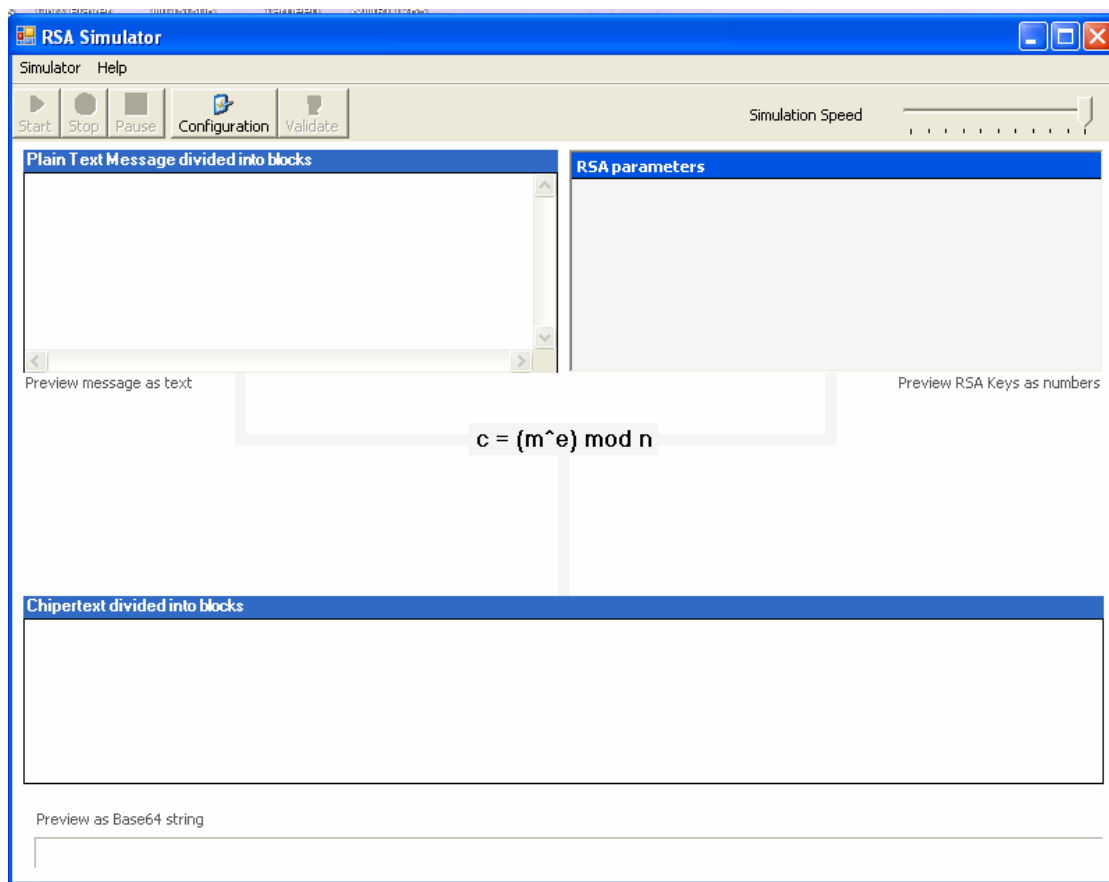 RSA Simulator
Simulator Help
Start Stop Pause Configuration Validate
Simulation Speed
Plain Text Message divided into blocks
RSA parameters
Preview message as text
Preview RSA Keys as numbers
c = (m^e) mod n
Chipertext divided into blocks
Preview as Base64 string